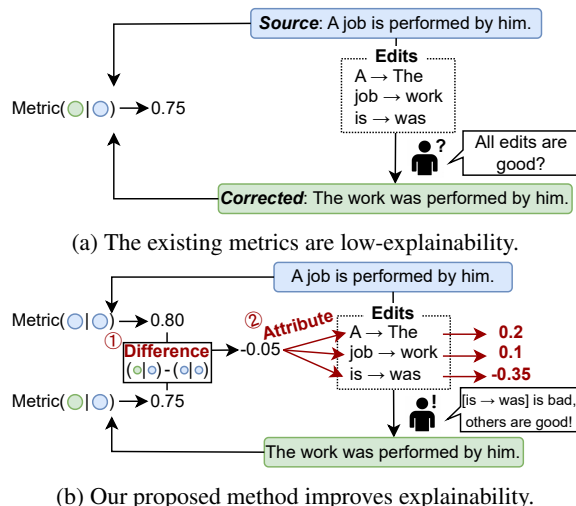 Source: A job is performed by him.
Edits
A → The
job → work
is → was
Metric(|) → 0.75
?
All edits are
good?
Corrected: The work was performed by him.
(a) The existing metrics are low-explainability.
A job is performed by him.
Metric(|) → 0.80
① Difference
(|)-(|)
-0.05
② Attribute
Edits
A → The 0.2
job → work 0.1
is → was -0.35
Metric(|) → 0.75
!
[is → was] is bad,
others are good!
The work was performed by him.
(b) Our proposed method improves explainability.